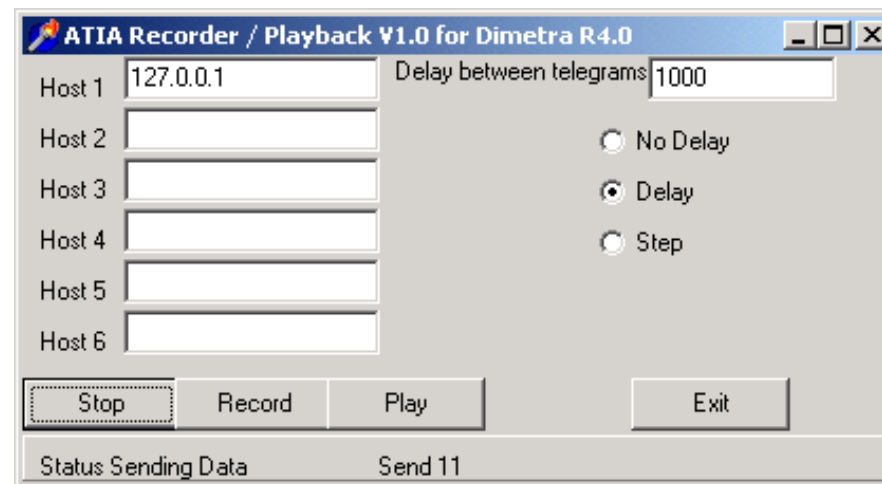 ATIA Recorder / Playback V1.0 for Dimetra R4.0
Host 1 127.0.0.1 Delay between telegrams 1000
Host 2 No Delay
Host 3 Delay
Host 4 Step
Host 5
Host 6
Stop Record Play Exit
Status Sending Data Send 11